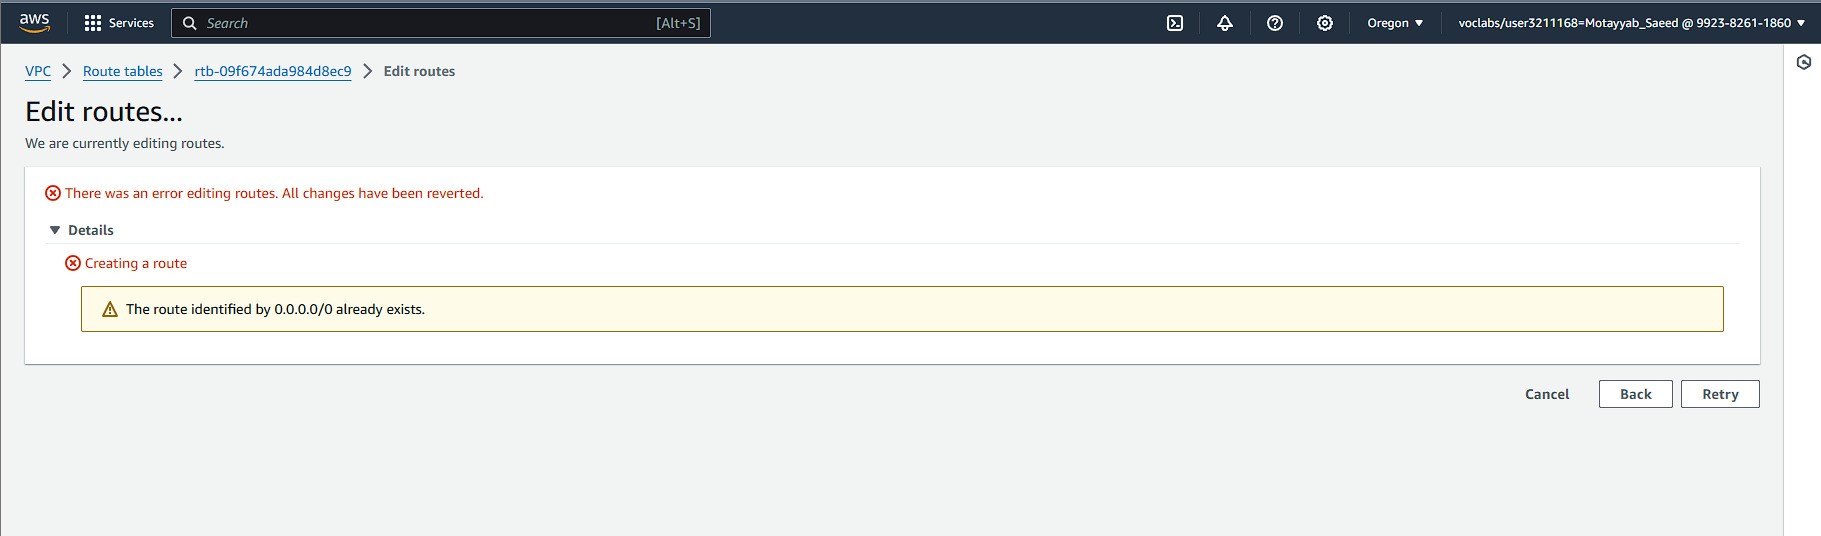 aws Services Search [Alt+S] Oregon voclabs/user3211168=Motayyab_Saeed @ 9923-8261-1860
VPC Route tables rtb-09f674ada984d8ec9 Edit routes
Edit routes...
We are currently editing routes.
There was an error editing routes. All changes have been reverted.
Details
Creating a route
The route identified by 0.0.0.0/0 already exists.
Cancel Back Retry